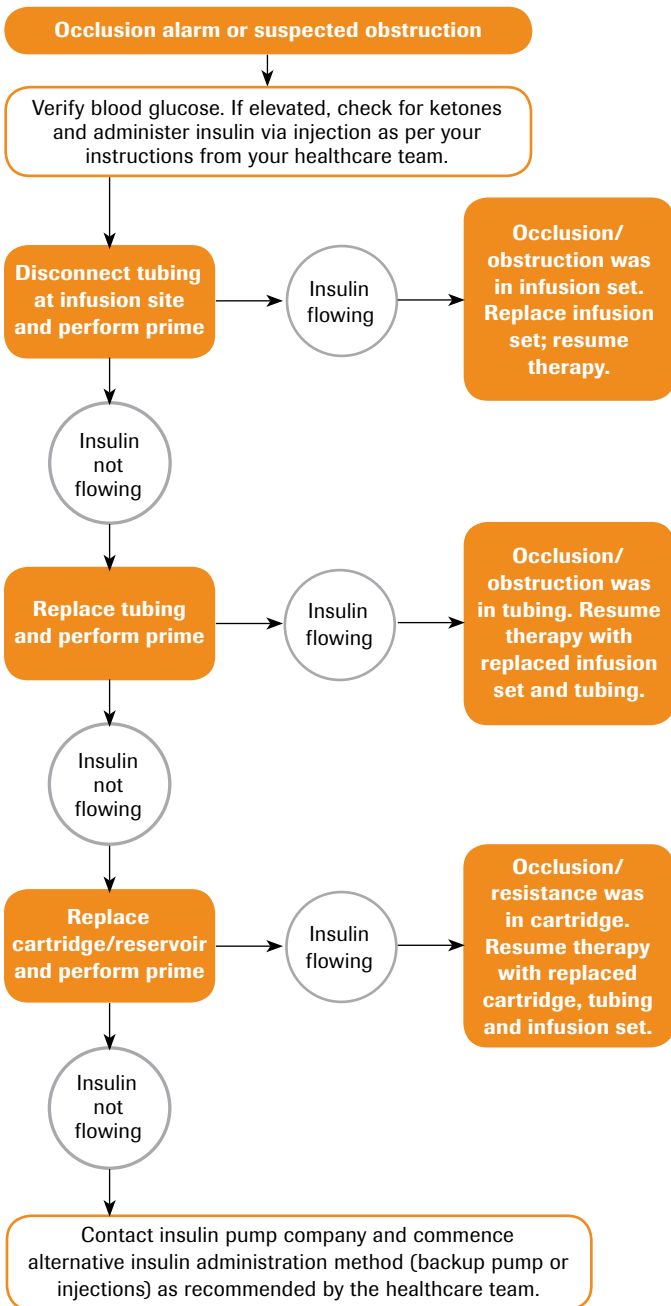 Occlusion alarm or suspected obstruction
Verify blood glucose. If elevated, check for ketones
and administer insulin via injection as per your
instructions from your healthcare team.
Disconnect tubing
at infusion site
and perform prime
Insulin
flowing
Occlusion/
obstruction was
in infusion set.
Replace infusion
set; resume
therapy.
Insulin
not
flowing
Replace tubing
and perform prime
Insulin
flowing
Occlusion/
obstruction was
in tubing. Resume
therapy with
replaced infusion
set and tubing.
Insulin
not
flowing
Replace
cartridge/reservoir
and perform prime
Insulin
flowing
Occlusion/
resistance was
in cartridge.
Resume therapy
with replaced
cartridge, tubing
and infusion set.
Insulin
not
flowing
Contact insulin pump company and commence
alternative insulin administration method (backup pump or
injections) as recommended by the healthcare team.